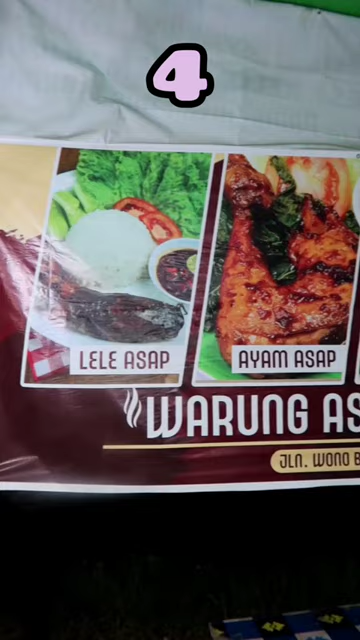 4
LELE ASAP
AYAM ASAP
WARUNG AS
JLN. WONO B